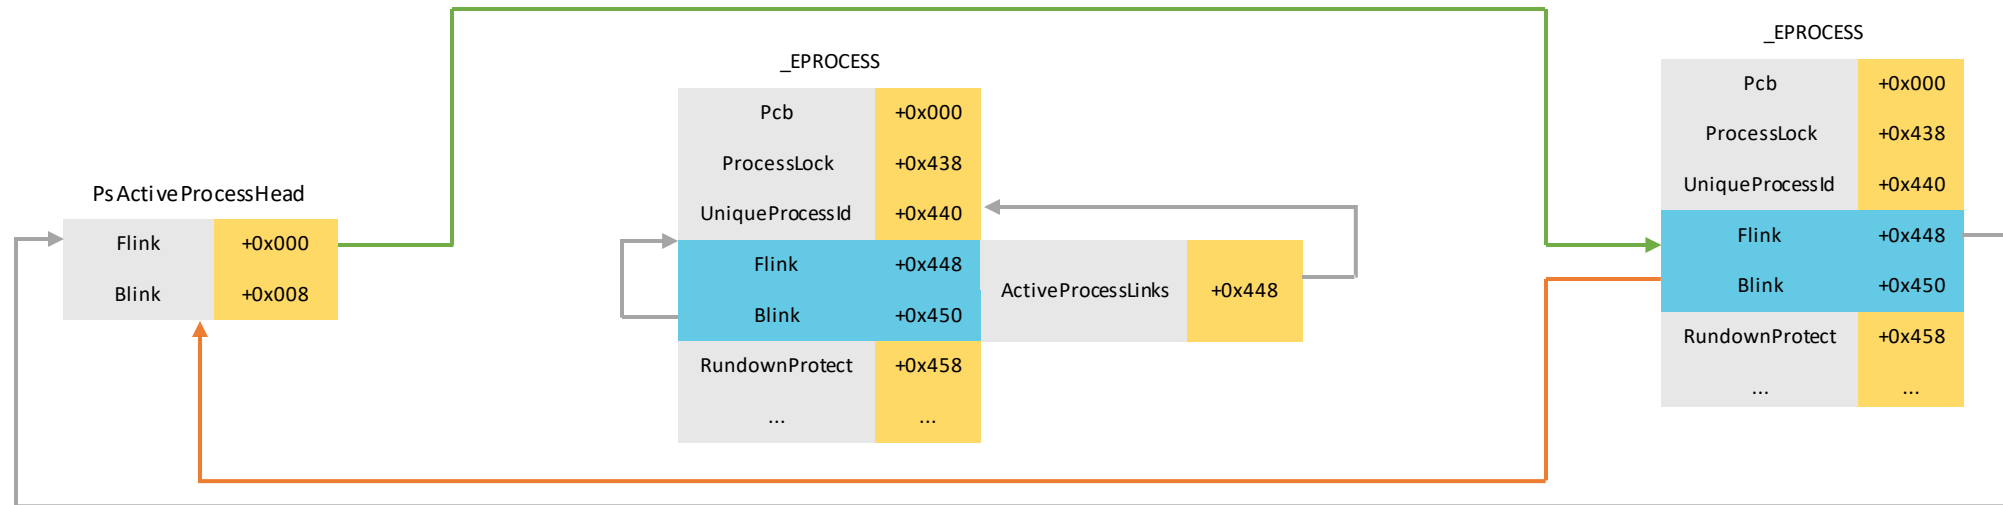 PsActiveProcessHead
Flink +0x000
Blink +0x008
_EPROCESS
Pcb +0x000
ProcessLock +0x438
UniqueProcessId +0x440
Flink +0x448
Blink +0x450
ActiveProcessLinks +0x448
RundownProtect +0x458
... ...
_EPROCESS
Pcb +0x000
ProcessLock +0x438
UniqueProcessId +0x440
Flink +0x448
Blink +0x450
RundownProtect +0x458
... ...